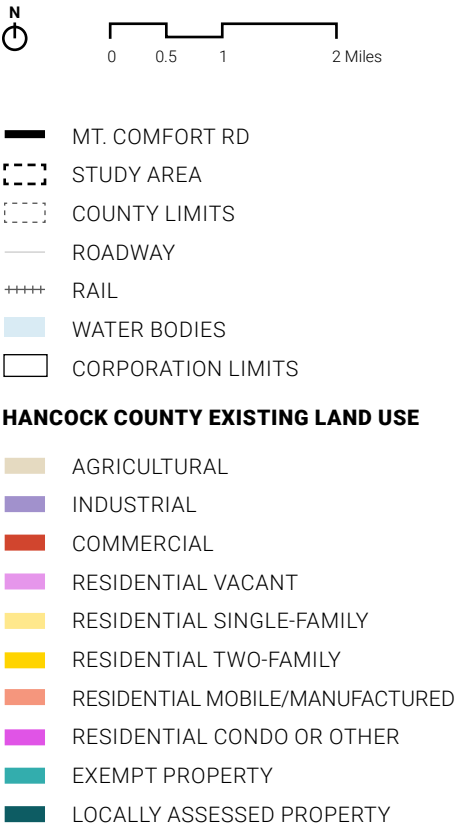 N
0 0.5 1 2 Miles
MT. COMFORT RD
STUDY AREA
COUNTY LIMITS
ROADWAY
RAIL
WATER BODIES
CORPORATION LIMITS
HANCOCK COUNTY EXISTING LAND USE
AGRICULTURAL
INDUSTRIAL
COMMERCIAL
RESIDENTIAL VACANT
RESIDENTIAL SINGLE-FAMILY
RESIDENTIAL TWO-FAMILY
RESIDENTIAL MOBILE/MANUFACTURED
RESIDENTIAL CONDO OR OTHER
EXEMPT PROPERTY
LOCALLY ASSESSED PROPERTY